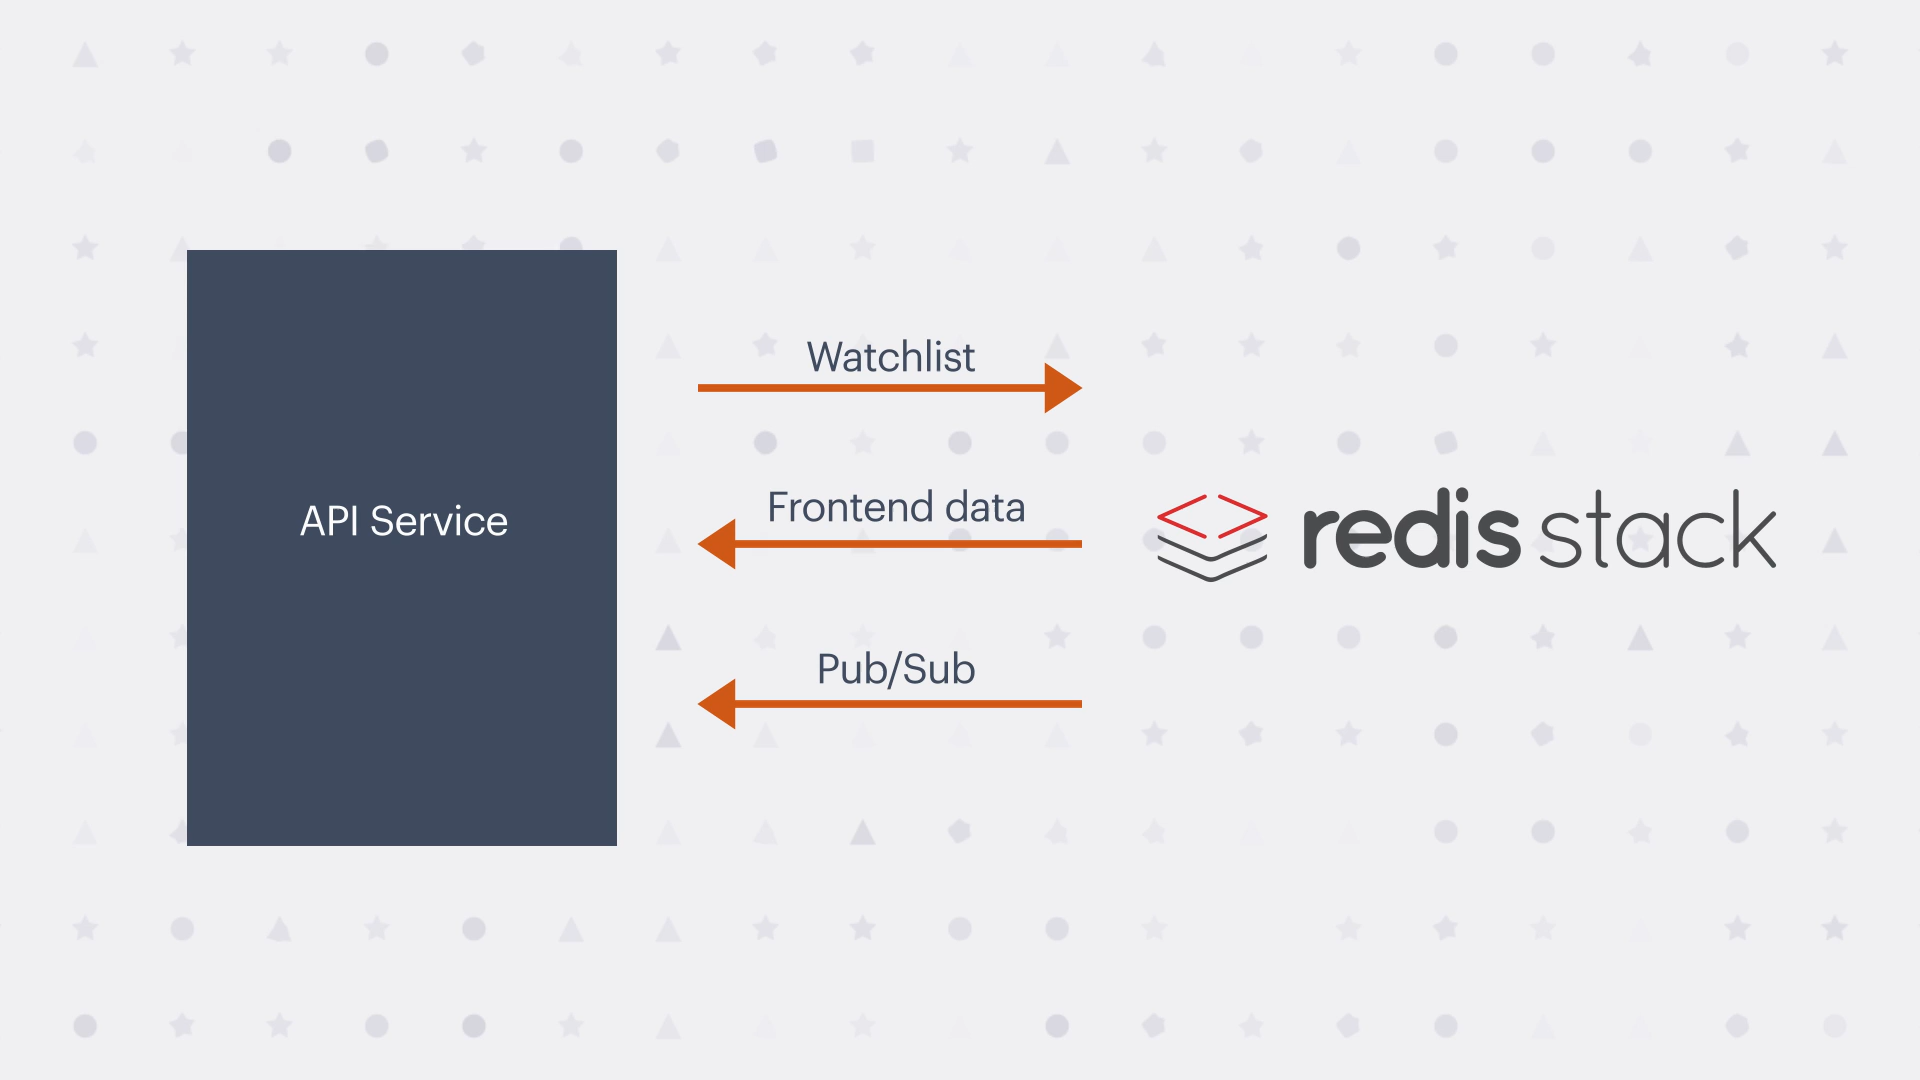 API Service
Watchlist
Frontend data
Pub/Sub
redis stack